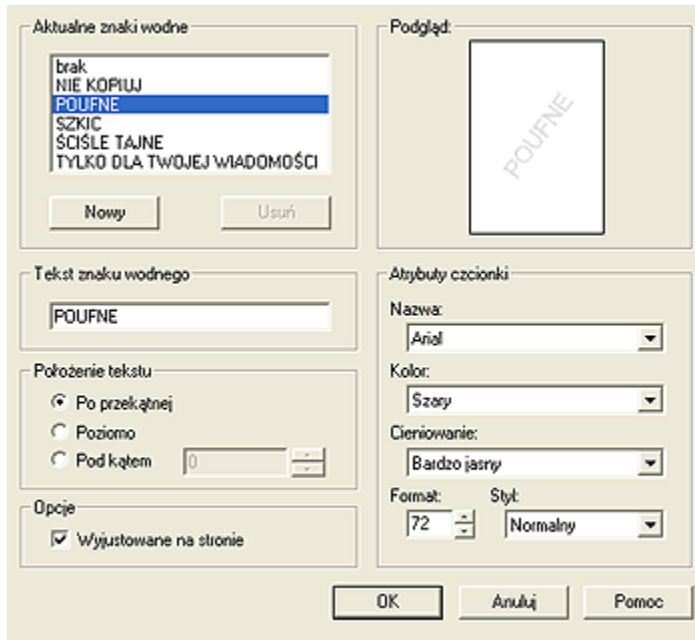 Aktualne znaki wodne
brak
NIE KOPIUJ
POUFNE
SZKIC
ŚCIŚLE TAJNE
TYLKO DLA TWOJEJ WIADOMOŚCI
Nowy
Usuń
Podgląd:
POUFNE
Tekst znaku wodnego
POUFNE
Położenie tekstu
Po przekątnej
Poziomo
Pod kątem 0
Opcje
Wyjustowane na stronie
Atrybuty czcionki
Nazwa:
Arial
Kolor:
Szary
Cieniowanie:
Bardzo jasny
Format: Styl:
72 Normalny
OK Anuluj Pomoc